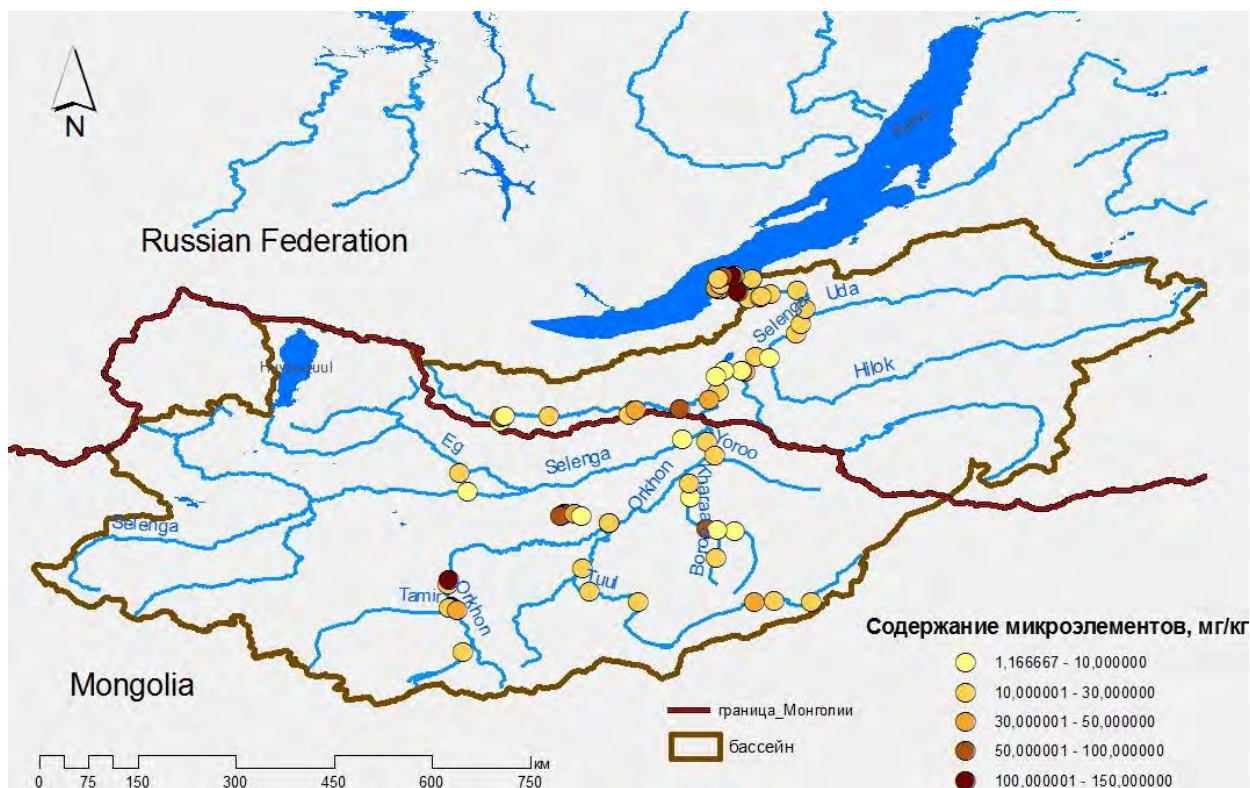 N
Russian Federation
Uda
Selenga
Hilok
Eg
Selenga
Yoroo
Orkhon
Kharaa
Selenga
Boroo
Tuul
Tamir
Orkhon
Mongolia
Содержание микроэлементов, мг/кг
1,166667 - 10,000000
10,000001 - 30,000000
30,000001 - 50,000000
50,000001 - 100,000000
100,000001 - 150,000000
граница_Монголии
бассейн
км
0 75 150 300 450 600 750